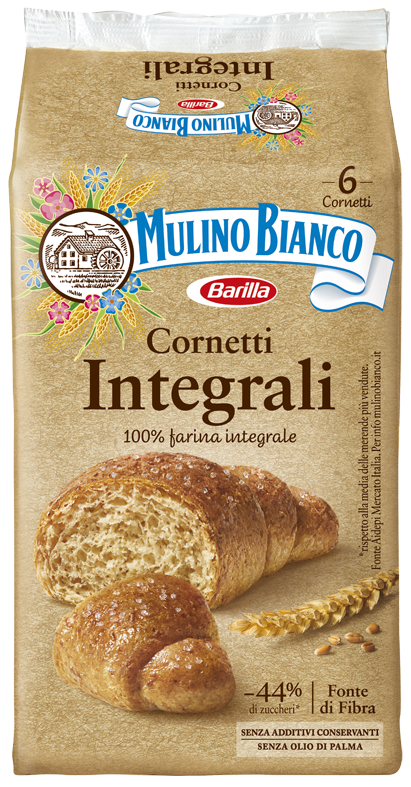 Cornetti
Integrali
Barilla
MULINO BIANCO
6
Cornetti
MULINO BIANCO
Barilla
Cornetti
Integrali
100% farina integrale
*rispetto alla media delle merende più vendute.
Fonte Aidepi Mercato Italia. Per info mulinobianco.it
-44%
di zuccheri*
Fonte
di Fibra
SENZA ADDITIVI CONSERVANTI
SENZA OLIO DI PALMA